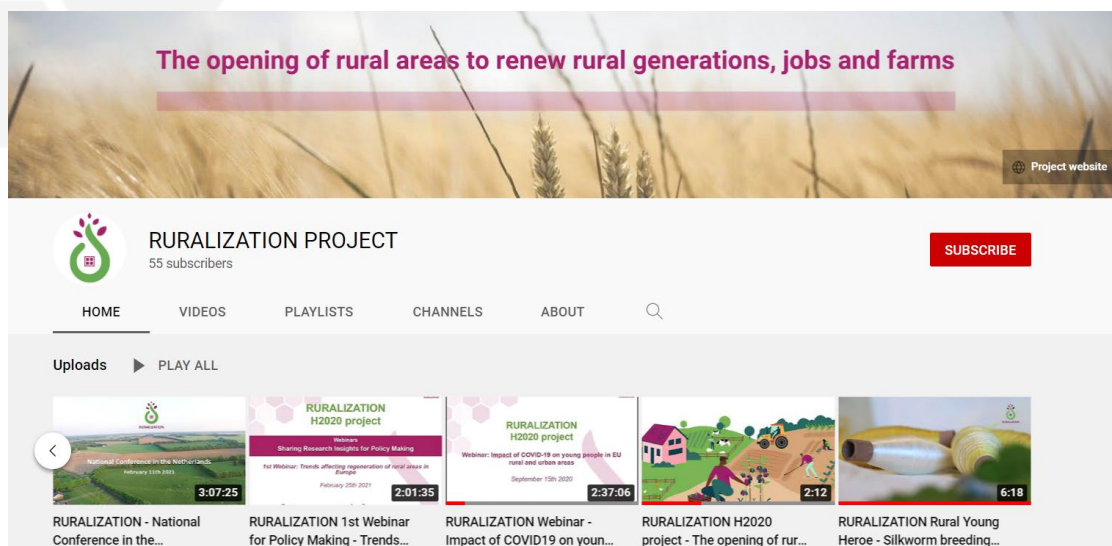 The opening of rural areas to renew rural generations, jobs and farms
Project website
RURALIZATION PROJECT
55 subscribers
SUBSCRIBE
HOME
VIDEOS
PLAYLISTS
CHANNELS
ABOUT
Uploads
PLAY ALL
RURALIZATION
National Conference in the Netherlands
February 11th 2021
3:07:25
RURALIZATION
H2020 project
Webinars
Sharing Research Insights for Policy Making
1st Webinar: Trends affecting regeneration of rural areas in
Europe
February 25th 2021
2:01:35
RURALIZATION
H2020 project
Webinar: Impact of COVID-19 on young people in EU
rural and urban areas
September 15th 2020
2:37:06
2:12
6:18
RURALIZATION - National
Conference in the...
RURALIZATION 1st Webinar
for Policy Making - Trends...
RURALIZATION Webinar -
Impact of COVID19 on youn...
RURALIZATION H2020
project - The opening of rur...
RURALIZATION Rural Young
Heroe - Silkworm breeding...